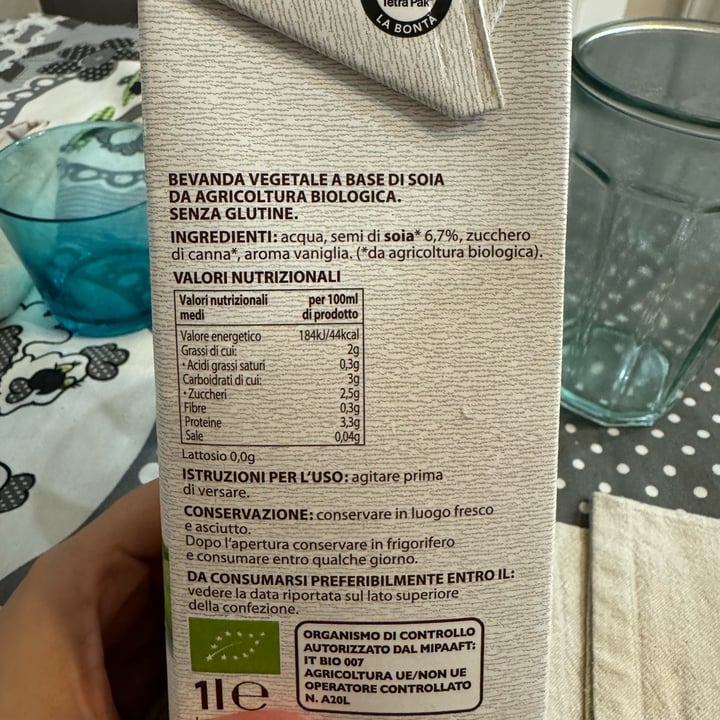 Tetra Pak®
LA BONTÀ
BEVANDA VEGETALE A BASE DI SOIA
DA AGRICOLTURA BIOLOGICA.
SENZA GLUTINE.
INGREDIENTI: acqua, semi di soia* 6,7%, zucchero
di canna*, aroma vaniglia. (*da agricoltura biologica).
VALORI NUTRIZIONALI
Valori nutrizionali per 100ml
medi di prodotto
Valore energetico 184kJ/44kcal
Grassi di cui: 2g
• Acidi grassi saturi 0,3g
Carboidrati di cui: 3g
• Zuccheri 2,5g
Fibre 0,3g
Proteine 3,3g
Sale 0,04g
Lattosio 0,0g
ISTRUZIONI PER L'USO: agitare prima
di versare.
CONSERVAZIONE: conservare in luogo fresco
e asciutto.
Dopo l'apertura conservare in frigorifero
e consumare entro qualche giorno.
DA CONSUMARSI PREFERIBILMENTE ENTRO IL:
vedere la data riportata sul lato superiore
della confezione.
ORGANISMO DI CONTROLLO
AUTORIZZATO DAL MIPAAFT:
IT BIO 007
AGRICOLTURA UE/NON UE
OPERATORE CONTROLLATO
N. A20L
1l e